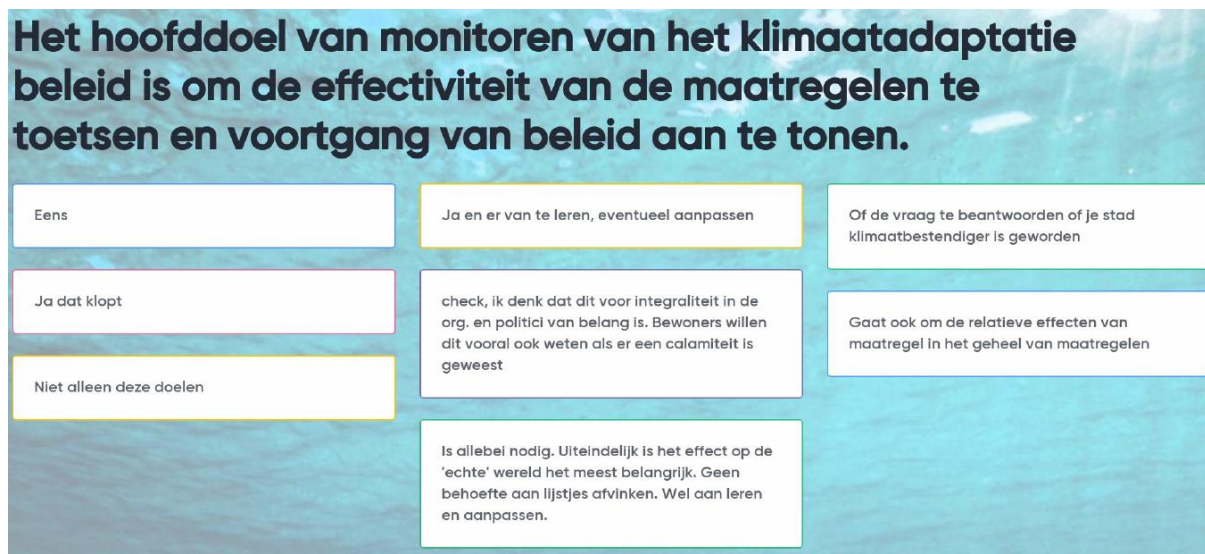 Het hoofddoel van monitoren van het klimaatadaptatie
beleid is om de effectiviteit van de maatregelen te
toetsen en voortgang van beleid aan te tonen.
Eens
Ja dat klopt
Niet alleen deze doelen
Ja en er van te leren, eventueel aanpassen
check, ik denk dat dit voor integraliteit in de
org. en politici van belang is. Bewoners willen
dit vooral ook weten als er een calamiteit is
geweest
Is allebei nodig. Uiteindelijk is het effect op de
'echte' wereld het meest belangrijk. Geen
behoefte aan lijstjes afvinken. Wel aan leren
en aanpassen.
Of de vraag te beantwoorden of je stad
klimaatbestendiger is geworden
Gaat ook om de relatieve effecten van
maatregel in het geheel van maatregelen